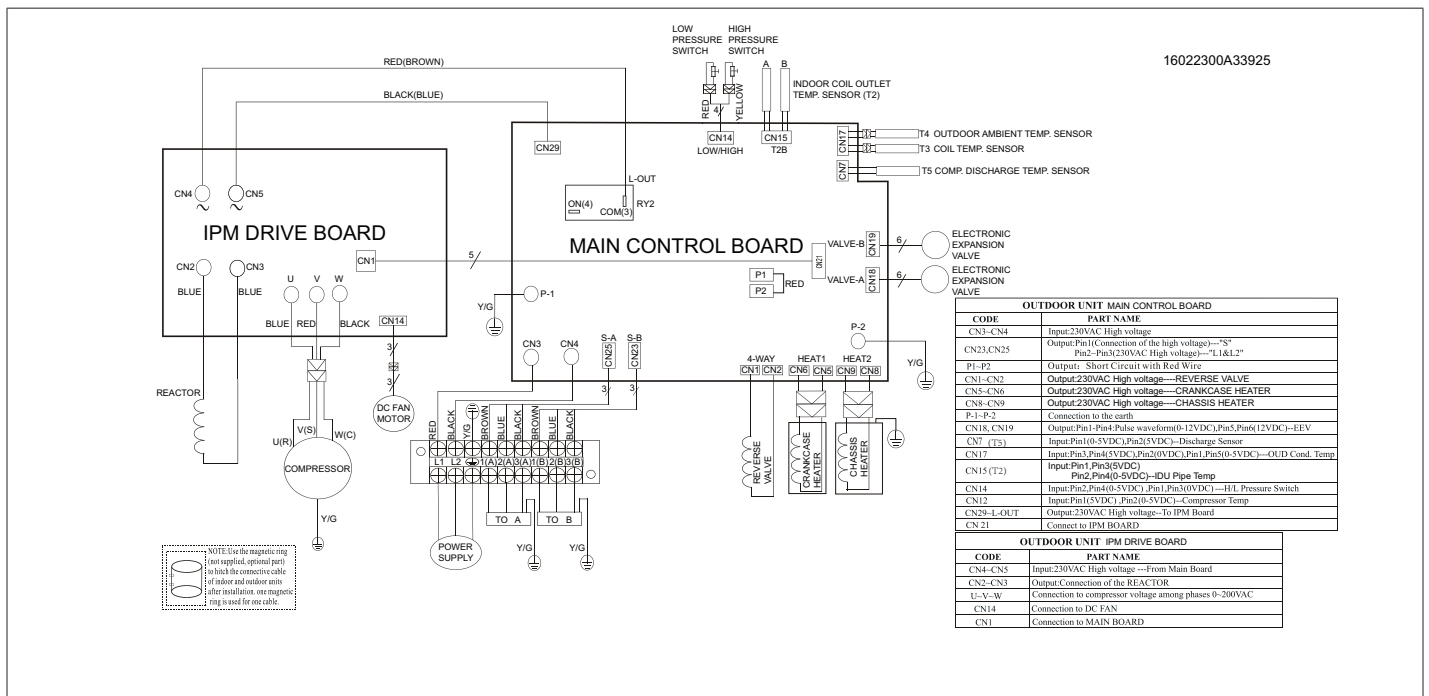 LOW HIGH
PRESSURE PRESSURE
SWITCH SWITCH
16022300A33925
RED(BROWN)
A B
INDOOR COIL OUTLET
TEMP. SENSOR (T2)
BLACK(BLUE)
RED
4
YELLOW
CN14
LOW/HIGH
CN15
T2B
CN17
T4 OUTDOOR AMBIENT TEMP. SENSOR
T3 COIL TEMP. SENSOR
CN7
T5 COMP. DISCHARGE TEMP. SENSOR
CN29
L-OUT
ON(4)
COM(3)
RY2
CN4
CN5
IPM DRIVE BOARD
MAIN CONTROL BOARD
CN2
CN3
CN1
5
CN21
VALVE-B
CN19
6
ELECTRONIC
EXPANSION
VALVE
VALVE-A
CN18
6
ELECTRONIC
EXPANSION
VALVE
P1
P2
RED
BLUE
BLUE
U V W
BLUE RED BLACK
CN14
3
3
DC FAN
MOTOR
P-1
Y/G
P-2
Y/G
CN3
CN4
S-A
CN25
S-B
CN23
3
3
4-WAY
CN1 CN2
HEAT1
CN6 CN5
HEAT2
CN9 CN8
REACTOR
V(S)
U(R)
W(C)
COMPRESSOR
Y/G
RED
BLACK
Y/G
BROWN
BLUE
BLACK
BROWN
BLUE
BLACK
L1 L2 1(A) 2(A) 3(A) 1(B) 2(B) 3(B)
TO A
TO B
POWER
SUPPLY
Y/G
Y/G
REVERSE
VALVE
CRANKCASE
HEATER
CHASSIS
HEATER
NOTE:Use the magnetic ring
(not supplied, optional part)
to hitch the connective cable
of indoor and outdoor units
after installation. one magnetic
ring is used for one cable.
OUTDOOR UNIT MAIN CONTROL BOARD
CODE PART NAME
CN3~CN4 Input:230VAC High voltage
CN23,CN25 Output:Pin1(Connection of the high voltage)---"S"
Pin2~Pin3(230VAC High voltage)---"L1&L2"
P1~P2 Output: Short Circuit with Red Wire
CN1~CN2 Output:230VAC High voltage----REVERSE VALVE
CN5~CN6 Output:230VAC High voltage----CRANKCASE HEATER
CN8~CN9 Output:230VAC High voltage----CHASSIS HEATER
P-1~P-2 Connection to the earth
CN18, CN19 Output:Pin1-Pin4:Pulse waveform(0-12VDC),Pin5,Pin6(12VDC)--EEV
CN7 (T5) Input:Pin1(0-5VDC),Pin2(5VDC)--Discharge Sensor
CN17 Input:Pin3,Pin4(5VDC),Pin2(0VDC),Pin1,Pin5(0-5VDC)---OUD Cond. Temp
CN15(T2) Input:Pin1,Pin3(5VDC)
Pin2,Pin4(0-5VDC)--IDU Pipe Temp
CN14 Input:Pin2,Pin4(0-5VDC) ,Pin1,Pin3(0VDC) ---H/L Pressure Switch
CN12 Input:Pin1(5VDC) ,Pin2(0-5VDC)--Compressor Temp
CN29~L-OUT Output:230VAC High voltage--To IPM Board
CN 21 Connect to IPM BOARD
OUTDOOR UNIT IPM DRIVE BOARD
CODE PART NAME
CN4~CN5 Input:230VAC High voltage ---From Main Board
CN2~CN3 Output:Connection of the REACTOR
U~V~W Connection to compressor voltage among phases 0~200VAC
CN14 Connection to DC FAN
CN1 Connection to MAIN BOARD